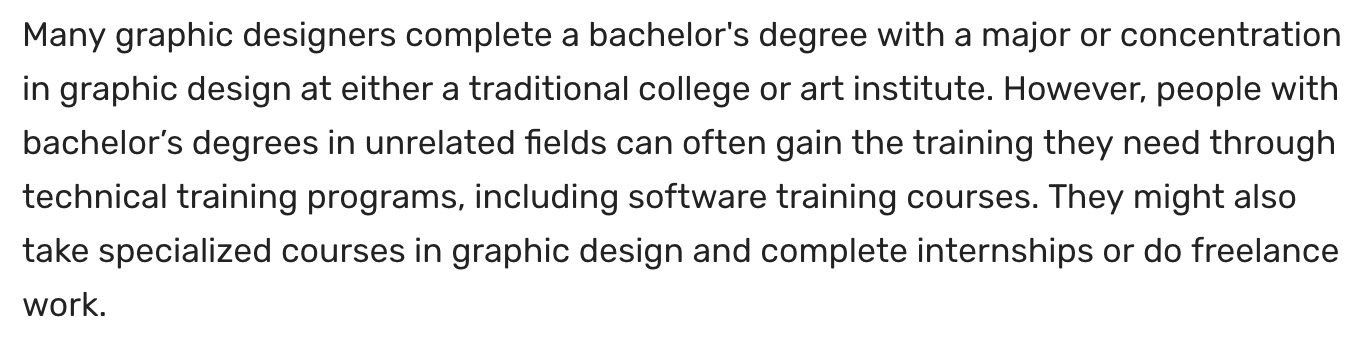 Many graphic designers complete a bachelor's degree with a major or concentration
in graphic design at either a traditional college or art institute. However, people with
bachelor’s degrees in unrelated fields can often gain the training they need through
technical training programs, including software training courses. They might also
take specialized courses in graphic design and complete internships or do freelance
work.